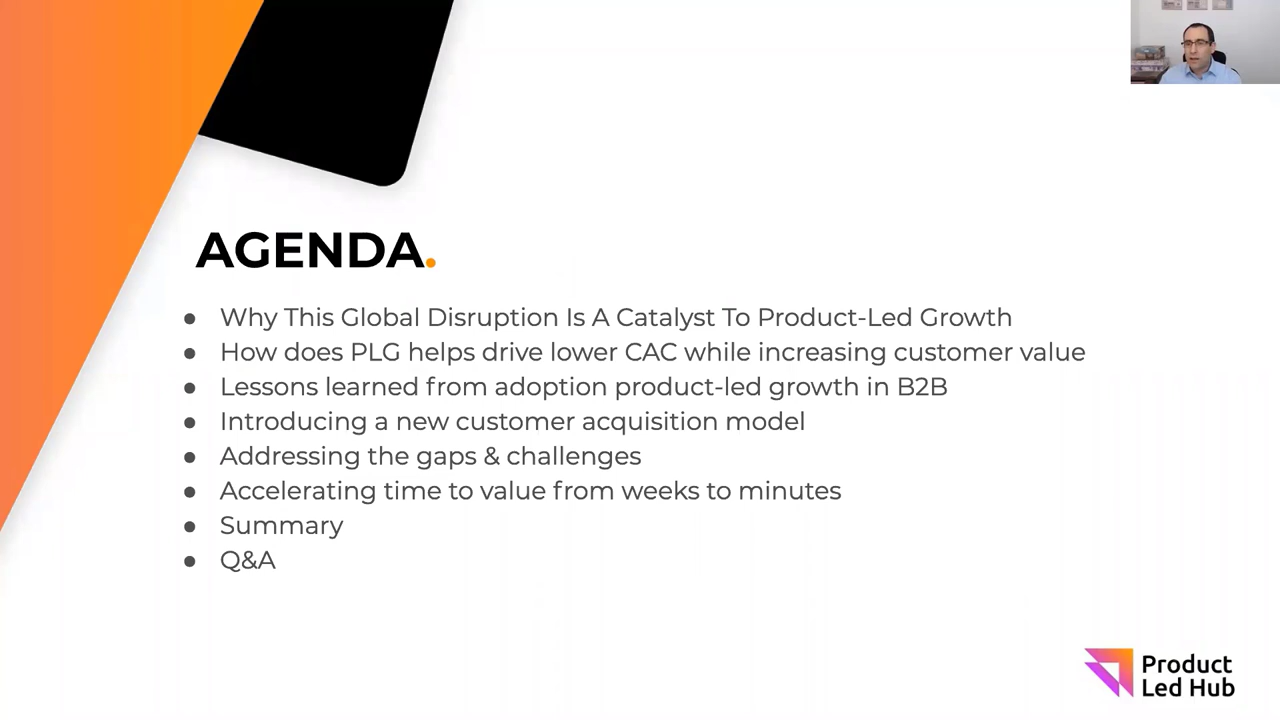 AGENDA.
● Why This Global Disruption Is A Catalyst To Product-Led Growth
● How does PLG helps drive lower CAC while increasing customer value
● Lessons learned from adoption product-led growth in B2B
● Introducing a new customer acquisition model
● Addressing the gaps & challenges
● Accelerating time to value from weeks to minutes
● Summary
● Q&A
Product
Led Hub